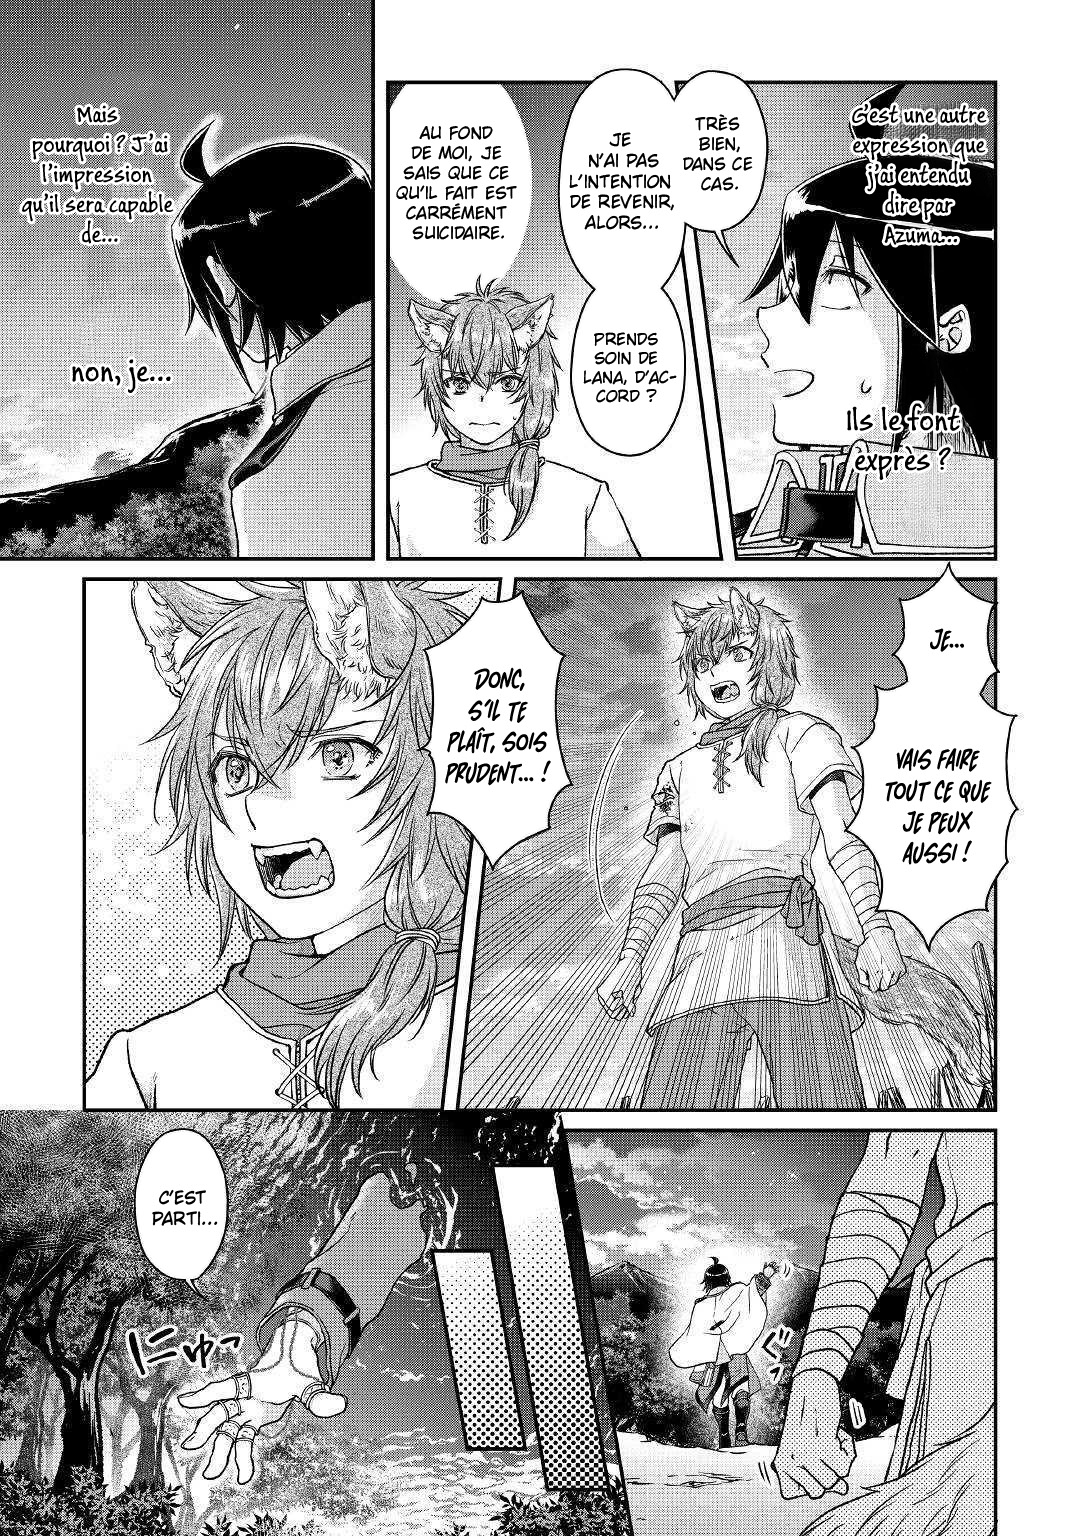 C'est une autre
expression que
j'ai entendu
dire par
Azuma...
TRÈS
BIEN,
DANS CE
CAS.
Ils le font
exprès ?
JE
N'AI PAS
L'INTENTION
DE REVENIR,
ALORS...
PRENDS
SOIN DE
LANA, D'AC-
CORD ?
AU FOND
DE MOI, JE
SAIS QUE CE
QU'IL FAIT EST
CARRÉMENT
SUICIDAIRE.
Mais
pourquoi ? J'ai
l'impression
qu'il sera capable
de...
non, je...
JE...
VAIS FAIRE
TOUT CE QUE
JE PEUX
AUSSI !
DONC,
S'IL TE
PLAÎT, SOIS
PRUDENT... !
C'EST
PARTI...
にゅっ